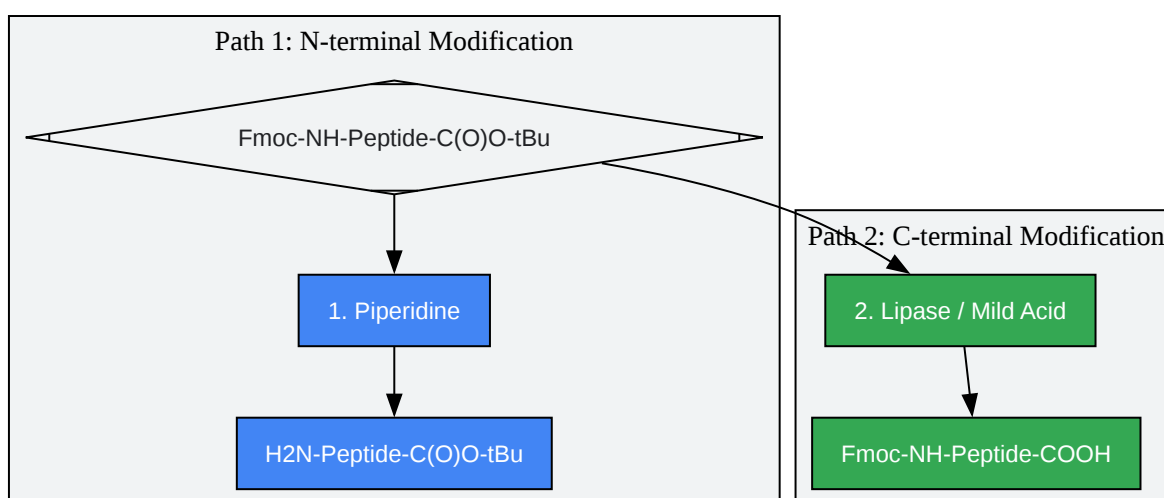 Path 1: N-terminal Modification
Fmoc-NH-Peptide-C(O)O-tBu
1. Piperidine
H2N-Peptide-C(O)O-tBu
Path 2: C-terminal Modification
2. Lipase / Mild Acid
Fmoc-NH-Peptide-COOH